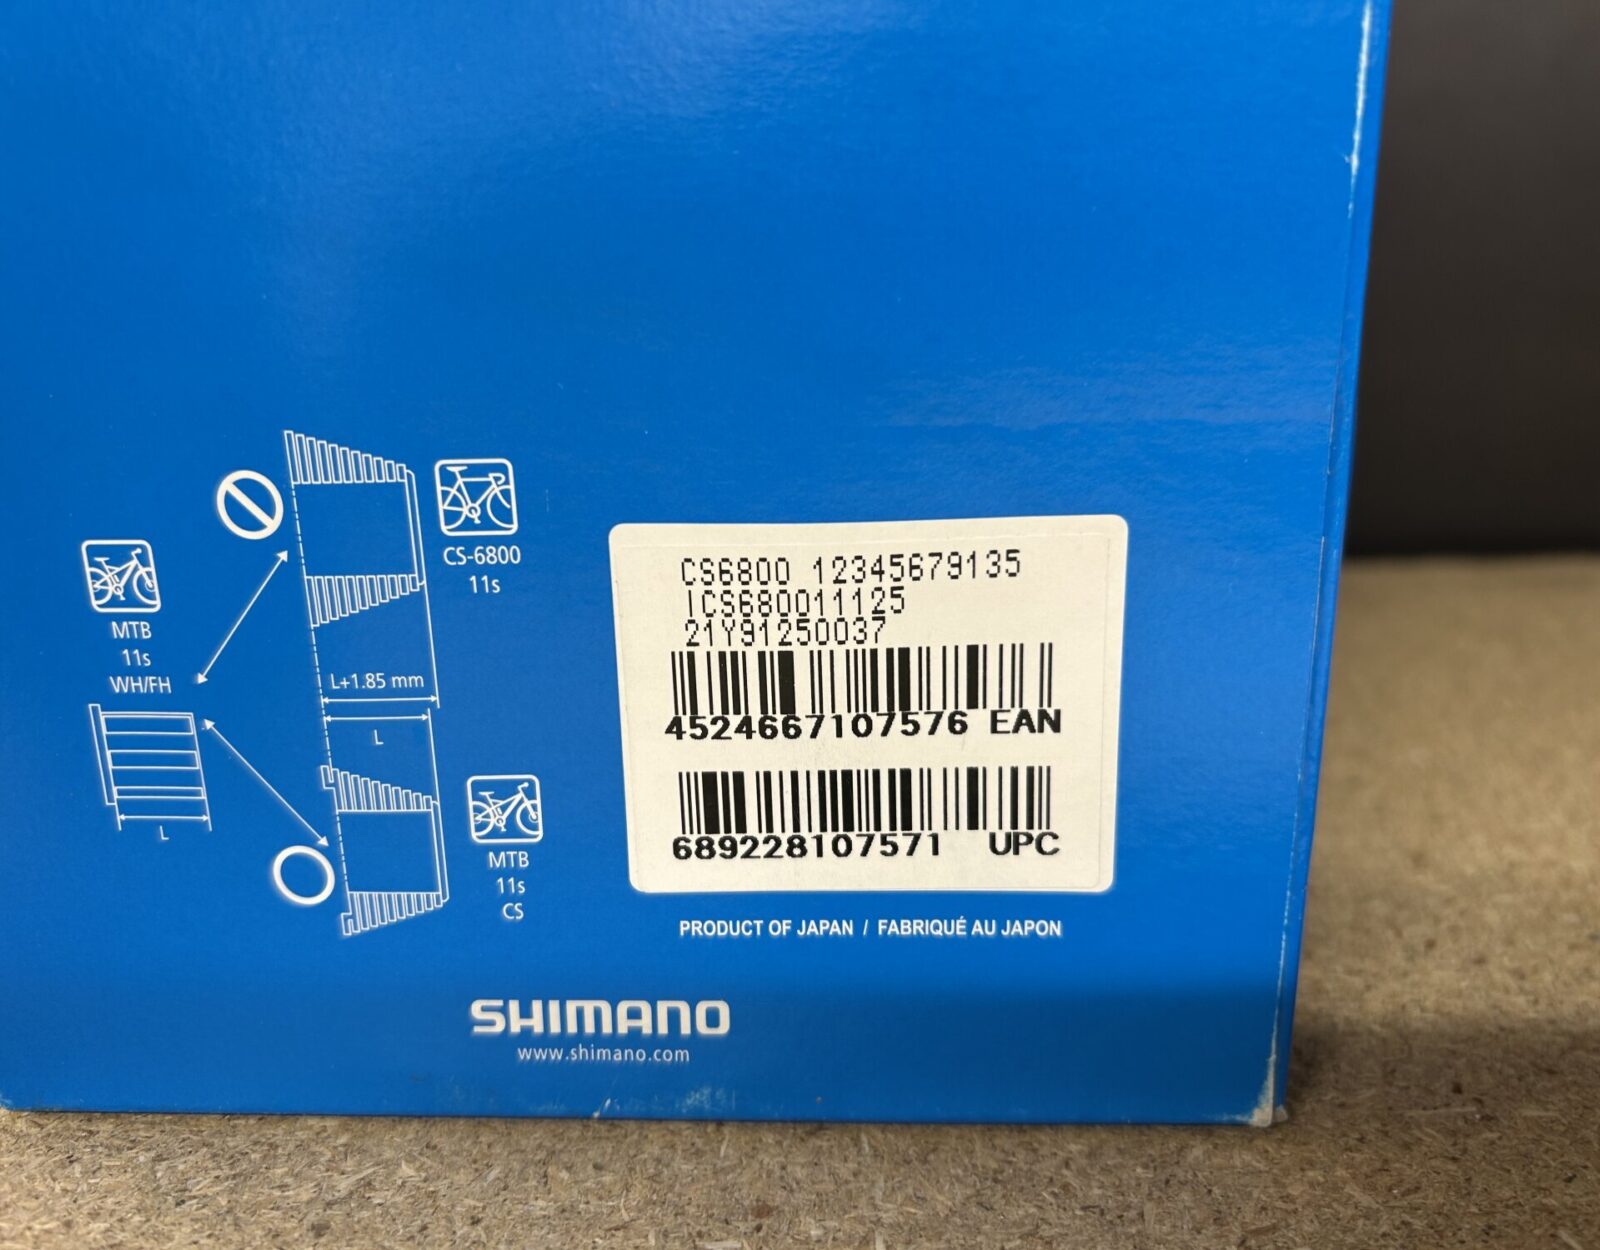 CS-6800
11s
MTB
11s
WH/FH
L+1.85 mm
L
L
MTB
11s
CS
CS6800 12345679135
ICS680011125
21Y91250037
4524667107576 EAN
689228107571 UPC
PRODUCT OF JAPAN / FABRIQUÉ AU JAPON
SHIMANO
www.shimano.com